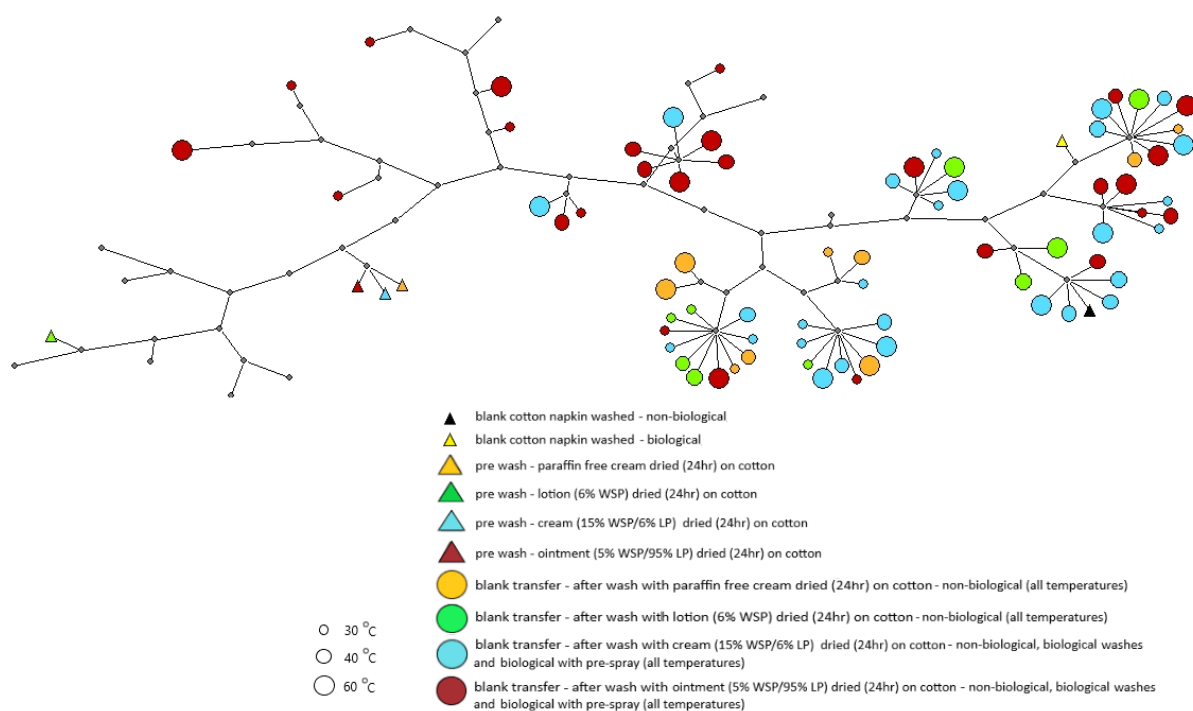 blank cotton napkin washed - non-biological
blank cotton napkin washed - biological
pre wash - paraffin free cream dried (24hr) on cotton
pre wash - lotion (6% WSP) dried (24hr) on cotton
pre wash - cream (15% WSP/6% LP) dried (24hr) on cotton
pre wash - ointment (5% WSP/95% LP) dried (24hr) on cotton
blank transfer - after wash with paraffin free cream dried (24hr) on cotton - non-biological (all temperatures)
blank transfer - after wash with lotion (6% WSP) dried (24hr) on cotton - non-biological (all temperatures)
blank transfer - after wash with cream (15% WSP/6% LP) dried (24hr) on cotton - non-biological, biological washes
and biological with pre-spray (all temperatures)
blank transfer - after wash with ointment (5% WSP/95% LP) dried (24hr) on cotton - non-biological, biological washes
and biological with pre-spray (all temperatures)
30 °C
40 °C
60 °C